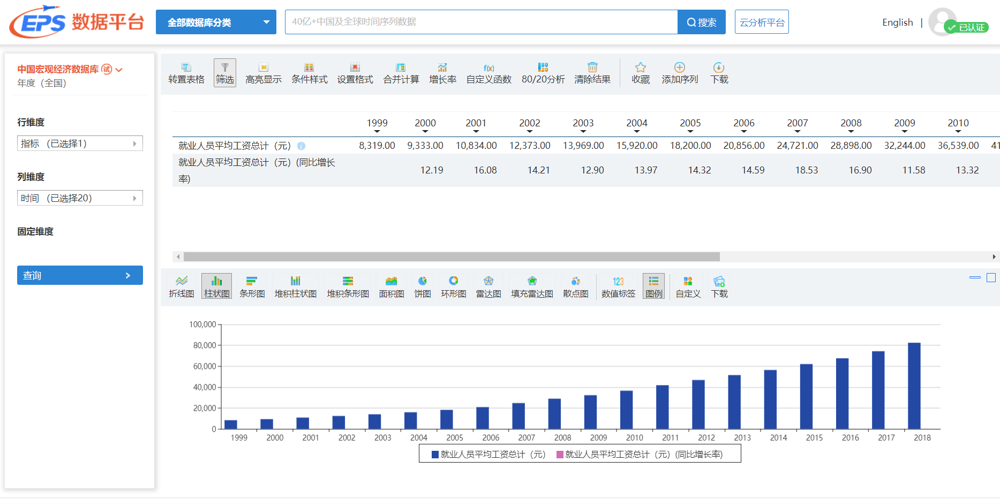 EPS 数据平台
全部数据库分类
40亿+中国及全球时间序列数据
搜索
云分析平台
English |
已认证
中国宏观经济数据库 试
年度（全国）
行维度
指标 （已选择1）
列维度
时间 （已选择20）
固定维度
查询
转置表格 筛选 高亮显示 条件样式 设置格式 合并计算 增长率 自定义函数 80/20分析 清除结果 收藏 添加序列 下载
1999 2000 2001 2002 2003 2004 2005 2006 2007 2008 2009 2010
就业人员平均工资总计（元） 8,319.00 9,333.00 10,834.00 12,373.00 13,969.00 15,920.00 18,200.00 20,856.00 24,721.00 28,898.00 32,244.00 36,539.00 41
就业人员平均工资总计（元）(同比增长
率)
12.19 16.08 14.21 12.90 13.97 14.32 14.59 18.53 16.90 11.58 13.32
折线图 柱状图 条形图 堆积柱状图 堆积条形图 面积图 饼图 环形图 雷达图 填充雷达图 散点图 数值标签 图例 自定义 下载
100,000
80,000
60,000
40,000
20,000
0
1999 2000 2001 2002 2003 2004 2005 2006 2007 2008 2009 2010 2011 2012 2013 2014 2015 2016 2017 2018
就业人员平均工资总计（元） 就业人员平均工资总计（元）(同比增长率)